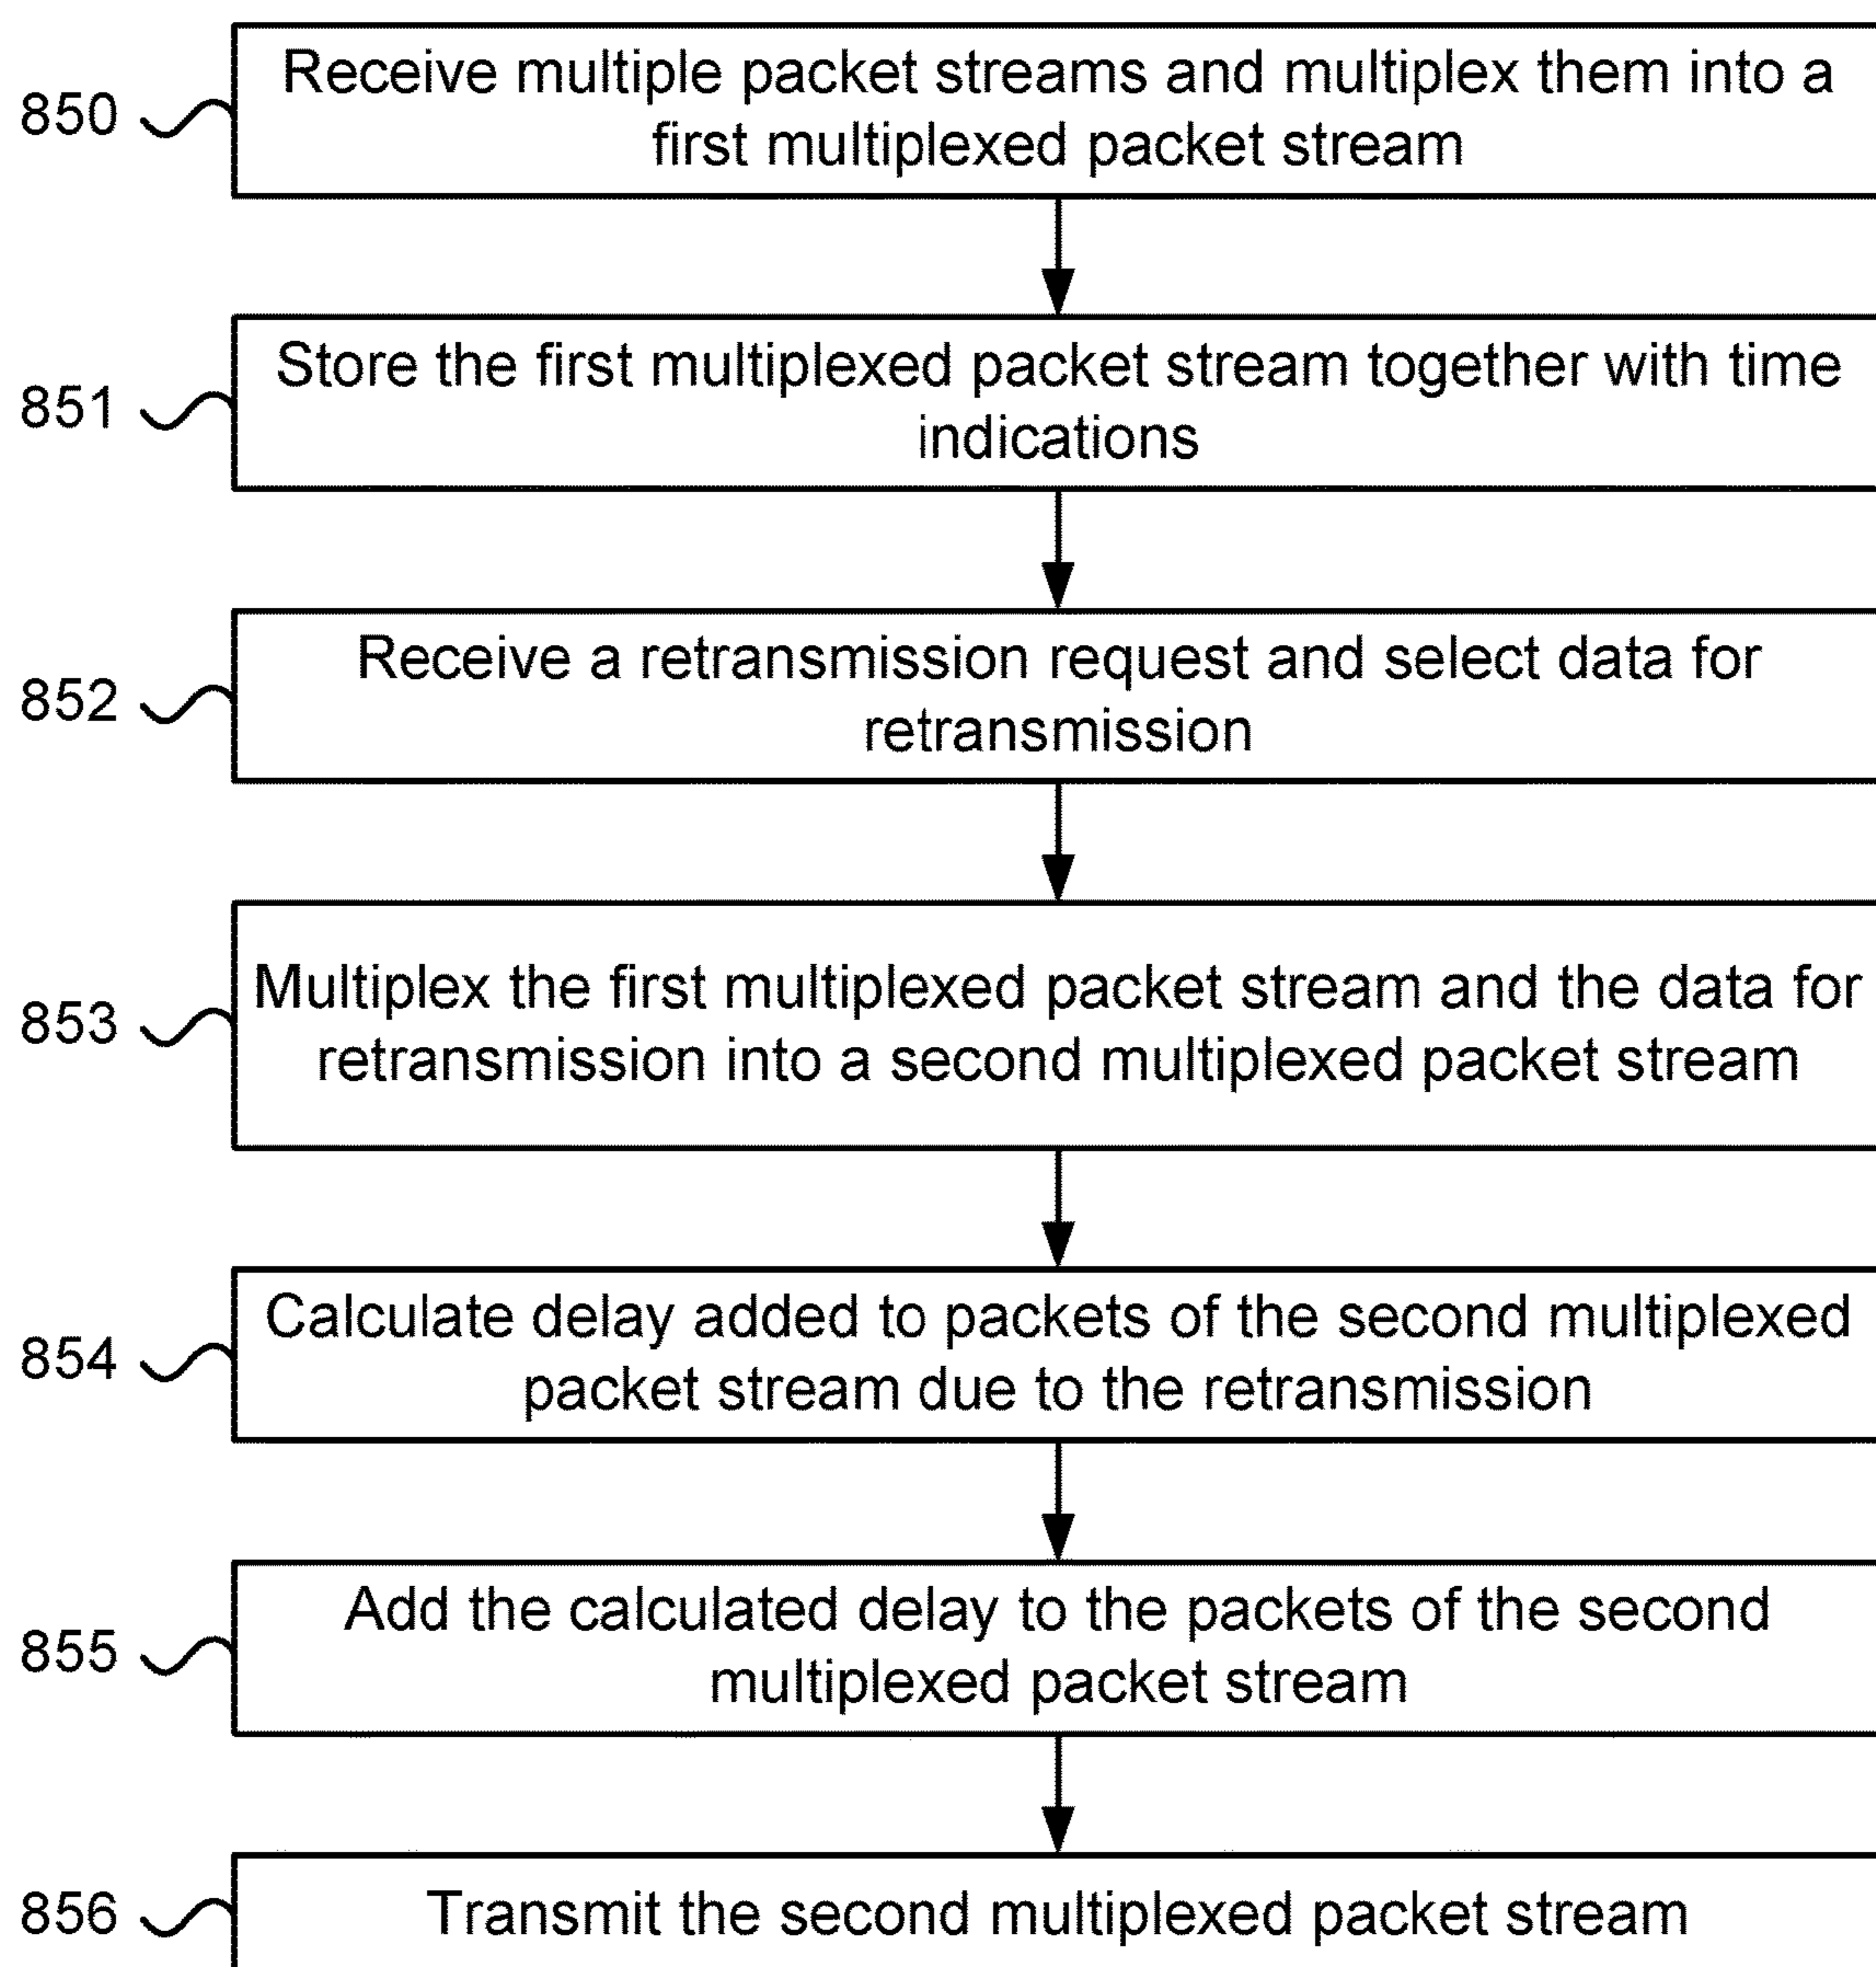 850
Receive multiple packet streams and multiplex them into a
first multiplexed packet stream
851
Store the first multiplexed packet stream together with time
indications
852
Receive a retransmission request and select data for
retransmission
853
Multiplex the first multiplexed packet stream and the data for
retransmission into a second multiplexed packet stream
854
Calculate delay added to packets of the second multiplexed
packet stream due to the retransmission
855
Add the calculated delay to the packets of the second
multiplexed packet stream
856
Transmit the second multiplexed packet stream